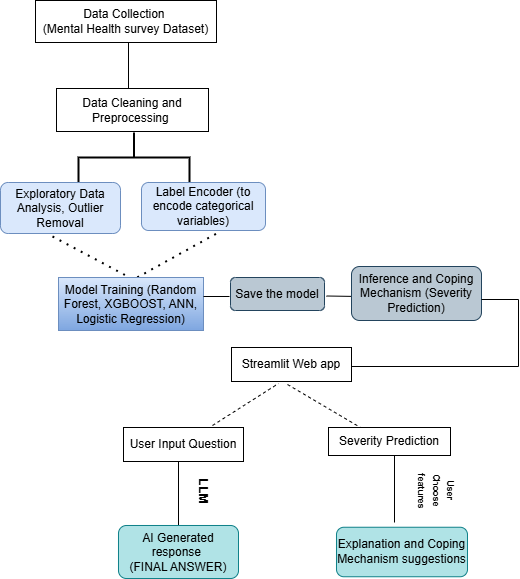 Data Collection
(Mental Health survey Dataset)
Data Cleaning and
Preprocessing
Exploratory Data
Analysis, Outlier
Removal
Label Encoder (to
encode categorical
variables)
Model Training (Random
Forest, XGBOOST, ANN,
Logistic Regression)
Save the model
Inference and Coping
Mechanism (Severity
Prediction)
Streamlit Web app
User Input Question
Severity Prediction
LLM
User
Choose
features
AI Generated
response
(FINAL ANSWER)
Explanation and Coping
Mechanism suggestions